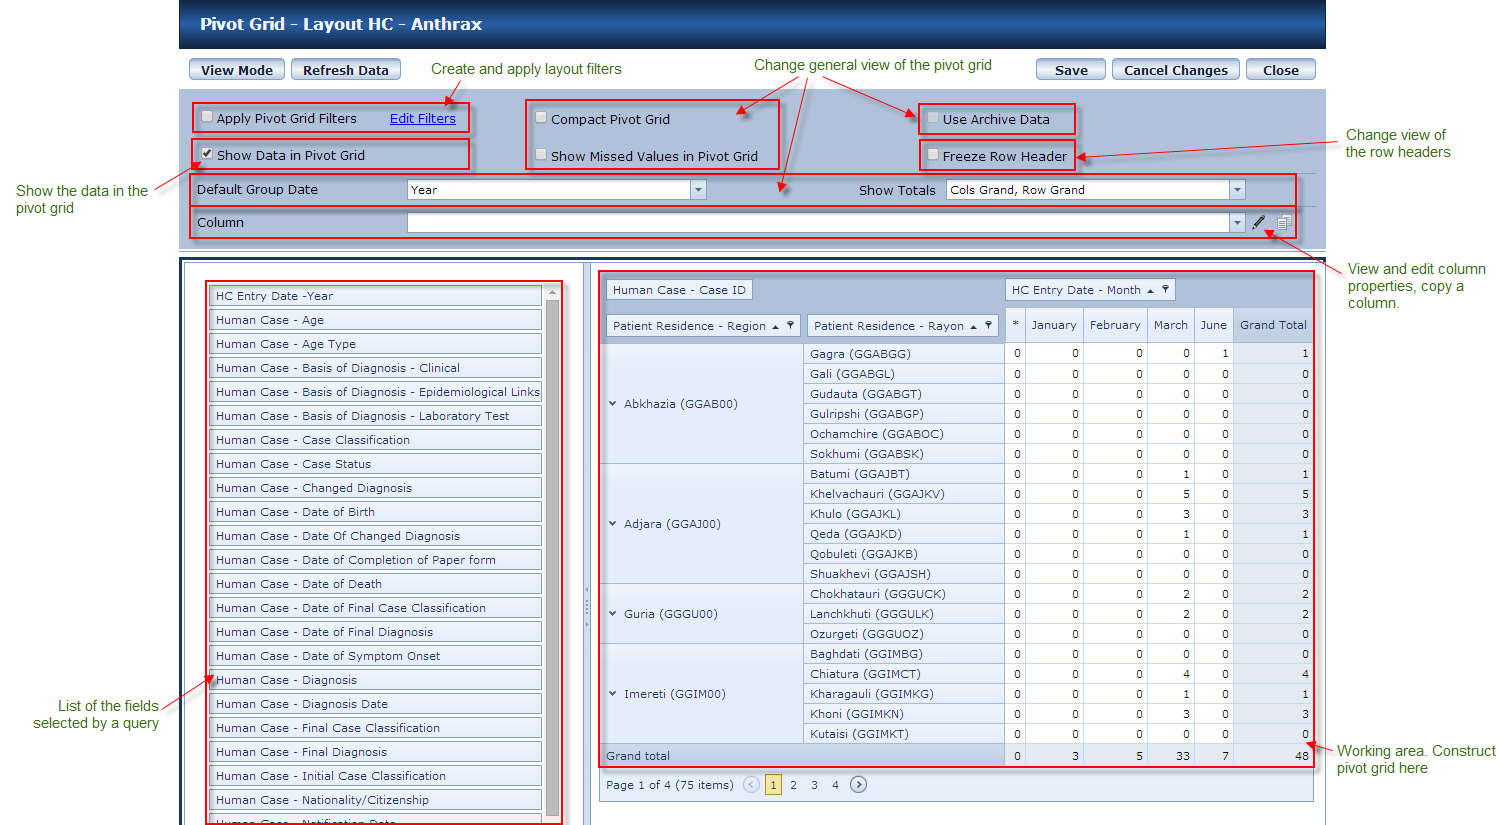 Pivot Grid - Layout HC - Anthrax
View Mode Refresh Data Create and apply layout filters Change general view of the pivot grid Save Cancel Changes Close
Apply Pivot Grid Filters Edit Filters Compact Pivot Grid Use Archive Data
Show Data in Pivot Grid Show Missed Values in Pivot Grid Freeze Row Header
Change view of
the row headers
Show the data in the
pivot grid
Default Group Date Year Show Totals Cols Grand, Row Grand
Column
View and edit column
properties, copy a
column.
HC Entry Date -Year
Human Case - Age
Human Case - Age Type
Human Case - Basis of Diagnosis - Clinical
Human Case - Basis of Diagnosis - Epidemiological Links
Human Case - Basis of Diagnosis - Laboratory Test
Human Case - Case Classification
Human Case - Case Status
Human Case - Changed Diagnosis
Human Case - Date of Birth
Human Case - Date Of Changed Diagnosis
Human Case - Date of Completion of Paper form
Human Case - Date of Death
Human Case - Date of Final Case Classification
Human Case - Date of Final Diagnosis
Human Case - Date of Symptom Onset
Human Case - Diagnosis
Human Case - Diagnosis Date
Human Case - Final Case Classification
Human Case - Final Diagnosis
Human Case - Initial Case Classification
Human Case - Nationality/Citizenship
Human Case - Notification Date
List of the fields
selected by a query
Human Case - Case ID HC Entry Date - Month
Patient Residence - Region Patient Residence - Rayon * January February March June Grand Total
Abkhazia (GGAB00)
Gagra (GGABGG) 0 0 0 0 1 1
Gali (GGABGL) 0 0 0 0 0 0
Gudauta (GGABGT) 0 0 0 0 0 0
Gulripshi (GGABGP) 0 0 0 0 0 0
Ochamchire (GGABOC) 0 0 0 0 0 0
Sokhumi (GGABSK) 0 0 0 0 0 0
Adjara (GGAJ00)
Batumi (GGAJBT) 0 0 0 1 0 1
Khelvachauri (GGAJKV) 0 0 0 5 0 5
Khulo (GGAJKL) 0 0 0 3 0 3
Qeda (GGAJKD) 0 0 0 1 0 1
Qobuleti (GGAJKB) 0 0 0 0 0 0
Shuakhevi (GGAJSH) 0 0 0 0 0 0
Guria (GGGU00)
Chokhatauri (GGGUCK) 0 0 0 2 0 2
Lanchkhuti (GGGULK) 0 0 0 2 0 2
Ozurgeti (GGGUOZ) 0 0 0 0 0 0
Imereti (GGIM00)
Baghdati (GGIMBG) 0 0 0 0 0 0
Chiatura (GGIMCT) 0 0 0 4 0 4
Kharagauli (GGIMKG) 0 0 0 1 0 1
Khoni (GGIMKN) 0 0 0 3 0 3
Kutaisi (GGIMKT) 0 0 0 0 0 0
Grand total 0 3 5 33 7 48
Page 1 of 4 (75 items) 1 2 3 4
Working area. Construct
pivot grid here